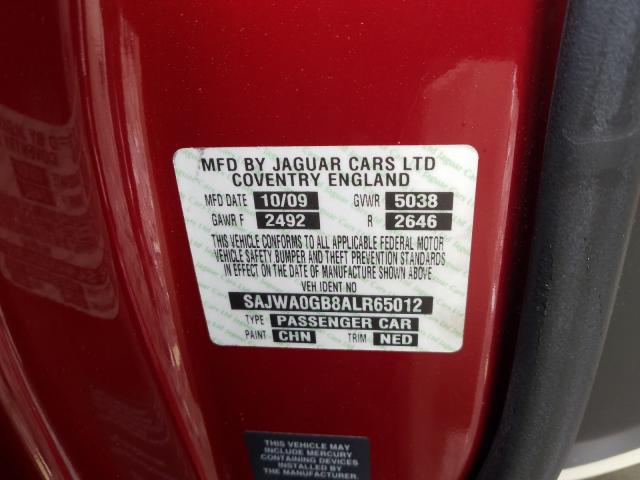 MFD BY JAGUAR CARS LTD
COVENTRY ENGLAND
MFD DATE 10/09 GVWR 5038
GAWR F 2492 R 2646
THIS VEHICLE CONFORMS TO ALL APPLICABLE FEDERAL MOTOR
VEHICLE SAFETY BUMPER AND THEFT PREVENTION STANDARDS
IN EFFECT ON THE DATE OF MANUFACTURE SHOWN ABOVE.
VEH IDENT NO
SAJWA0GB8ALR65012
TYPE PASSENGER CAR
PAINT CHN TRIM NED
THIS VEHICLE MAY
INCLUDE MERCURY
CONTAINING DEVICES
INSTALLED BY
THE MANUFACTURER.